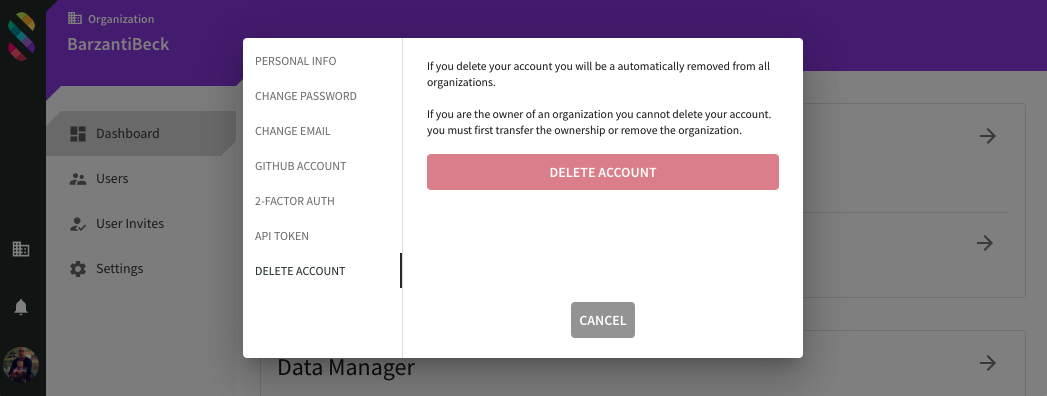 Organization
BarzantiBeck
Dashboard
Users
User Invites
Settings
PERSONAL INFO
CHANGE PASSWORD
CHANGE EMAIL
GITHUB ACCOUNT
2-FACTOR AUTH
API TOKEN
DELETE ACCOUNT
If you delete your account you will be a automatically removed from all
organizations.
If you are the owner of an organization you cannot delete your account.
you must first transfer the ownership or remove the organization.
DELETE ACCOUNT
CANCEL
Data Manager